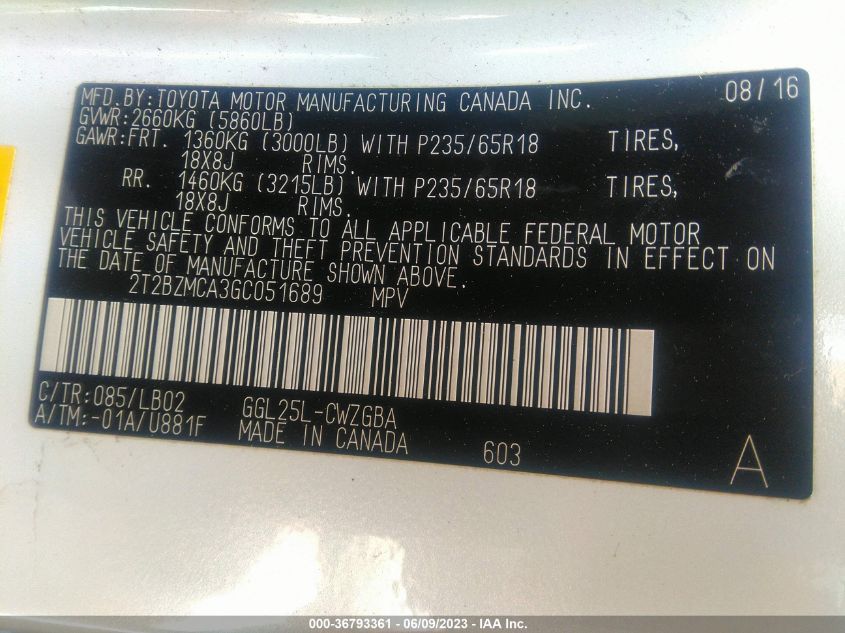 MFD.BY:TOYOTA MOTOR MANUFACTURING CANADA INC. 08/16
GVWR:2660KG (5860LB)
GAWR:FRT. 1360KG (3000LB) WITH P235/65R18 TIRES,
18X8J RIMS.
RR. 1460KG (3215LB) WITH P235/65R18 TIRES,
18X8J RIMS.
THIS VEHICLE CONFORMS TO ALL APPLICABLE FEDERAL MOTOR
VEHICLE SAFETY AND THEFT PREVENTION STANDARDS IN EFFECT ON
THE DATE OF MANUFACTURE SHOWN ABOVE.
2T2BZMCA3GC051689 MPV
C/TR:085/LB02 GGL25L-CWZGBA
A/TM:-01A/U881F MADE IN CANADA 603 A
000-36793361 - 06/09/2023 - IAA Inc.